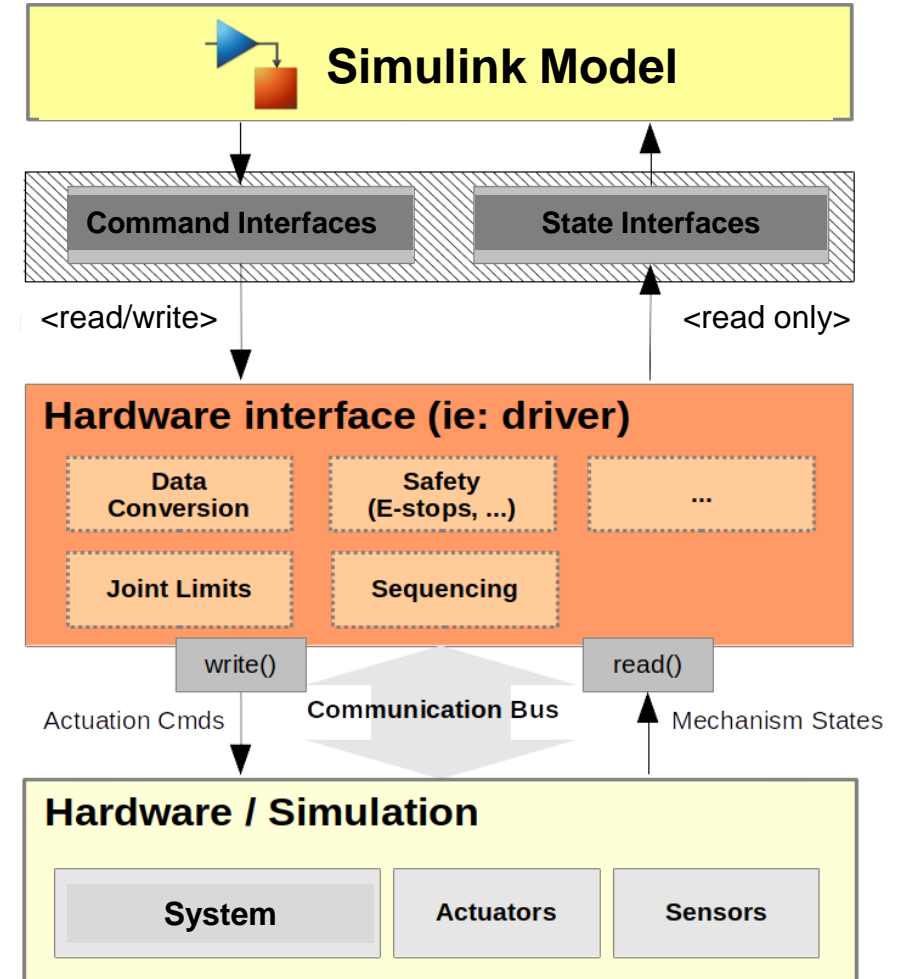 Simulink Model
Command Interfaces
State Interfaces
<read/write>
<read only>
Hardware interface (ie: driver)
Data
Conversion
Safety
(E-stops, ...)
...
Joint Limits
Sequencing
write()
read()
Actuation Cmds
Communication Bus
Mechanism States
Hardware / Simulation
System
Actuators
Sensors